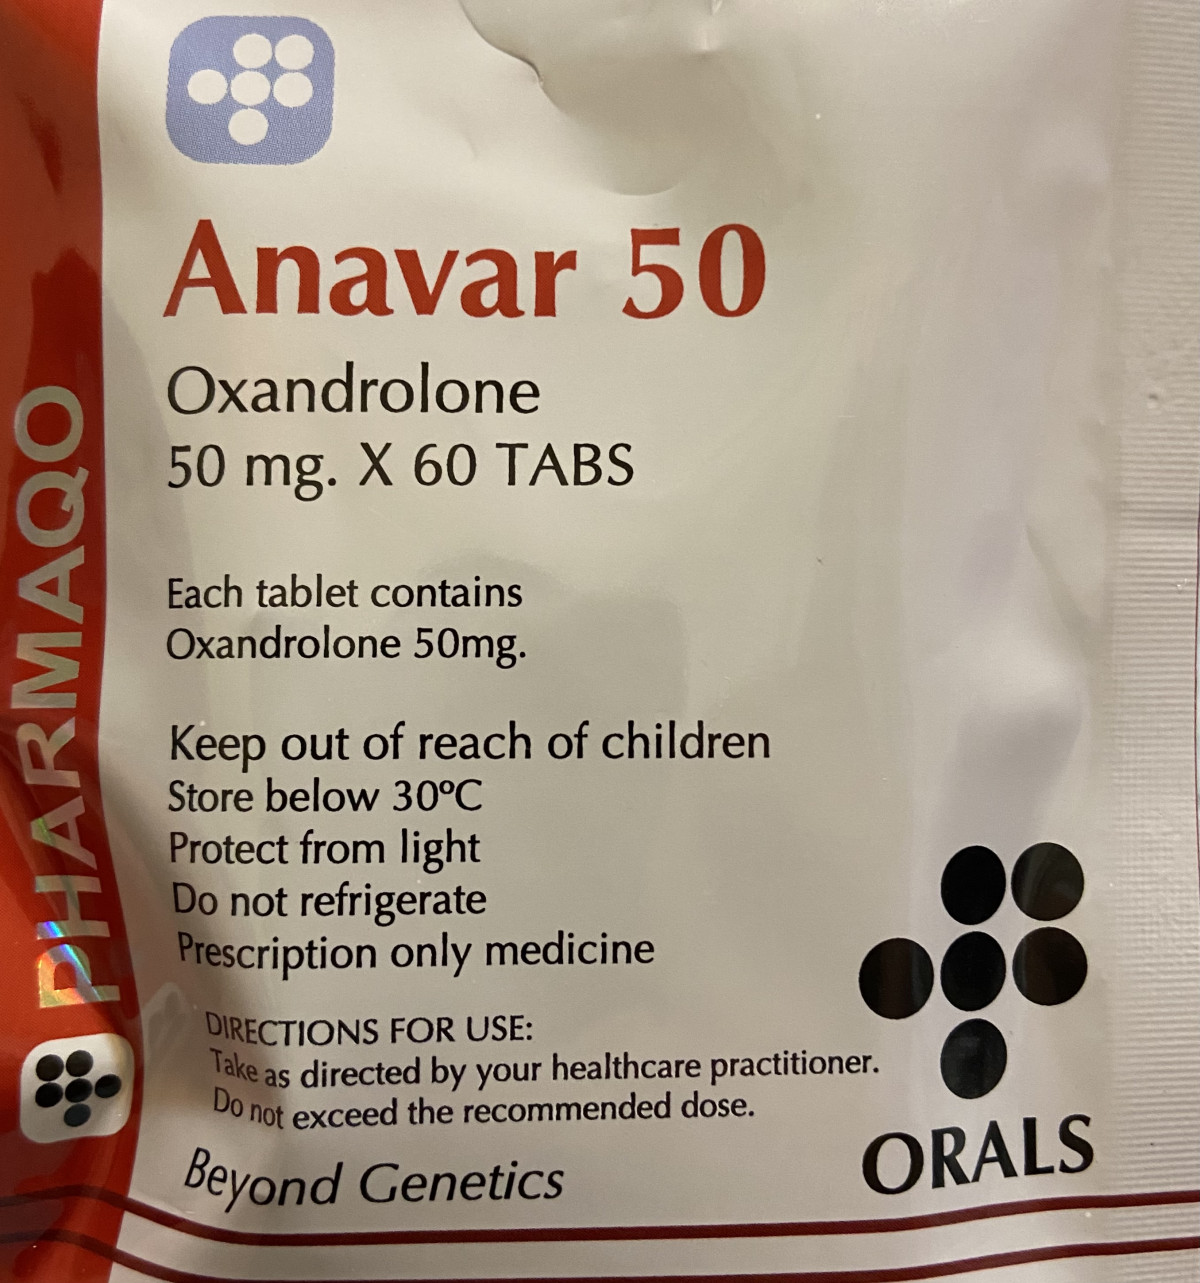 Anavar 50
Oxandrolone
50 mg. X 60 TABS
Each tablet contains
Oxandrolone 50mg.
Keep out of reach of children
Store below 30ºC
Protect from light
Do not refrigerate
Prescription only medicine
DIRECTIONS FOR USE:
Take as directed by your healthcare practitioner.
Do not exceed the recommended dose.
Beyond Genetics
ORALS
PHARMAQO